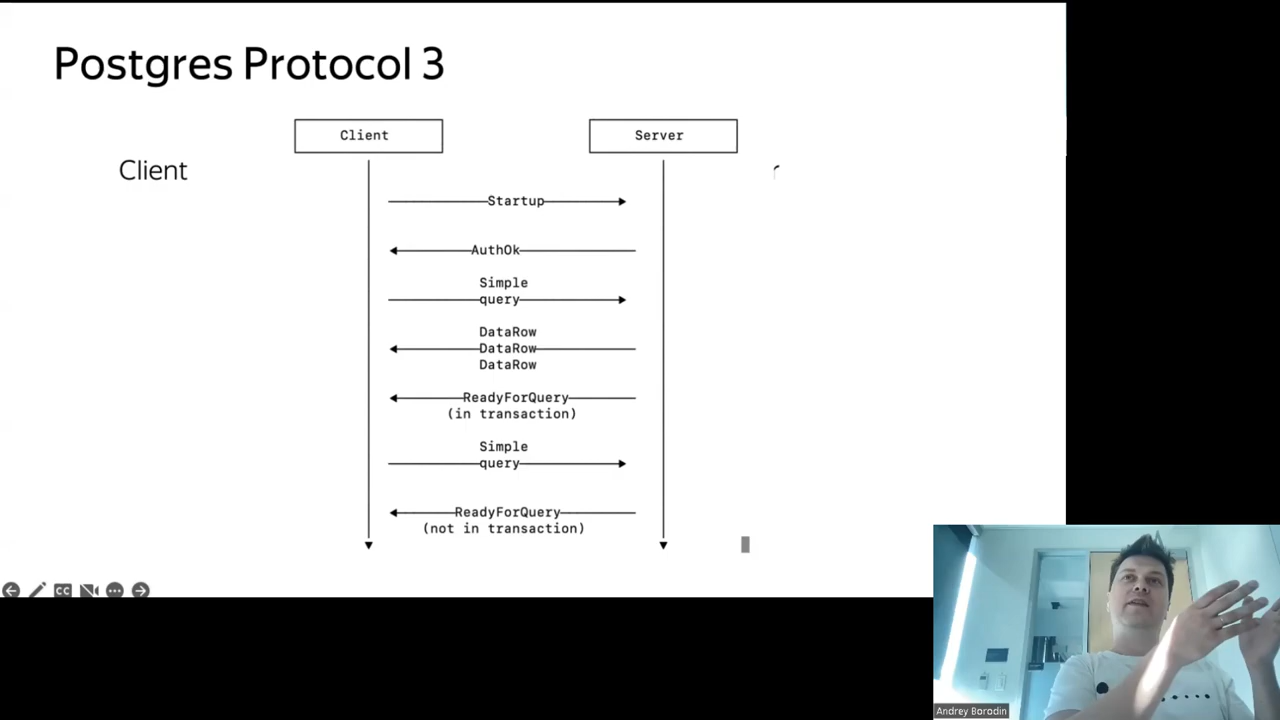 Postgres Protocol 3
Client
Server
Client
r
Startup
AuthOk
Simple
query
DataRow
DataRow
DataRow
ReadyForQuery
(in transaction)
Simple
query
ReadyForQuery
(not in transaction)
CC
Andrey Borodin